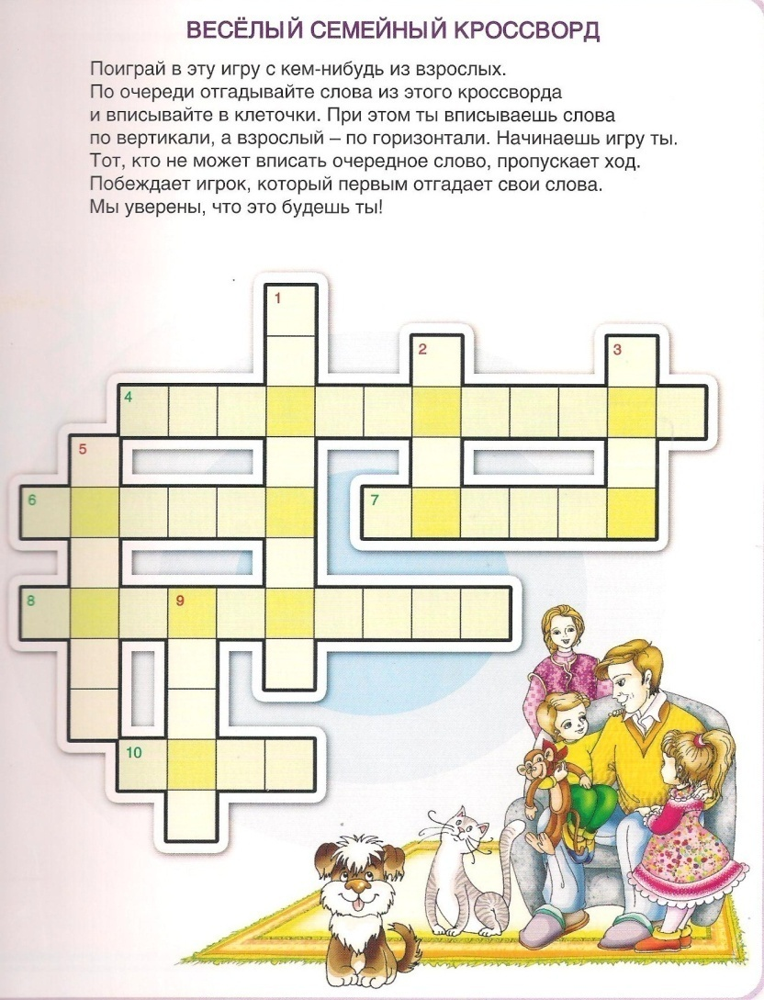 ВЕСЁЛЫЙ СЕМЕЙНЫЙ КРОССВОРД
Поиграй в эту игру с кем-нибудь из взрослых.
По очереди отгадывайте слова из этого кроссворда
и вписывайте в клеточки. При этом ты вписываешь слова
по вертикали, а взрослый – по горизонтали. Начинаешь игру ты.
Тот, кто не может вписать очередное слово, пропускает ход.
Побеждает игрок, который первым отгадает свои слова.
Мы уверены, что это будешь ты!
1
2
3
4
5
6
7
8
9
10